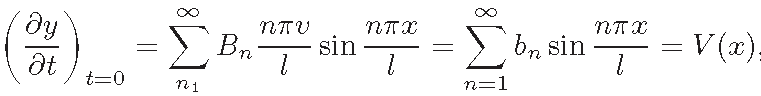 \left(\frac{\partial y}{\partial t}\right)_{t=0} = \sum_{n_1}^{\infty} B_n \frac{n\pi v}{l} \sin \frac{n\pi x}{l} = \sum_{n=1}^{\infty} b_n \sin \frac{n\pi x}{l} = V(x),